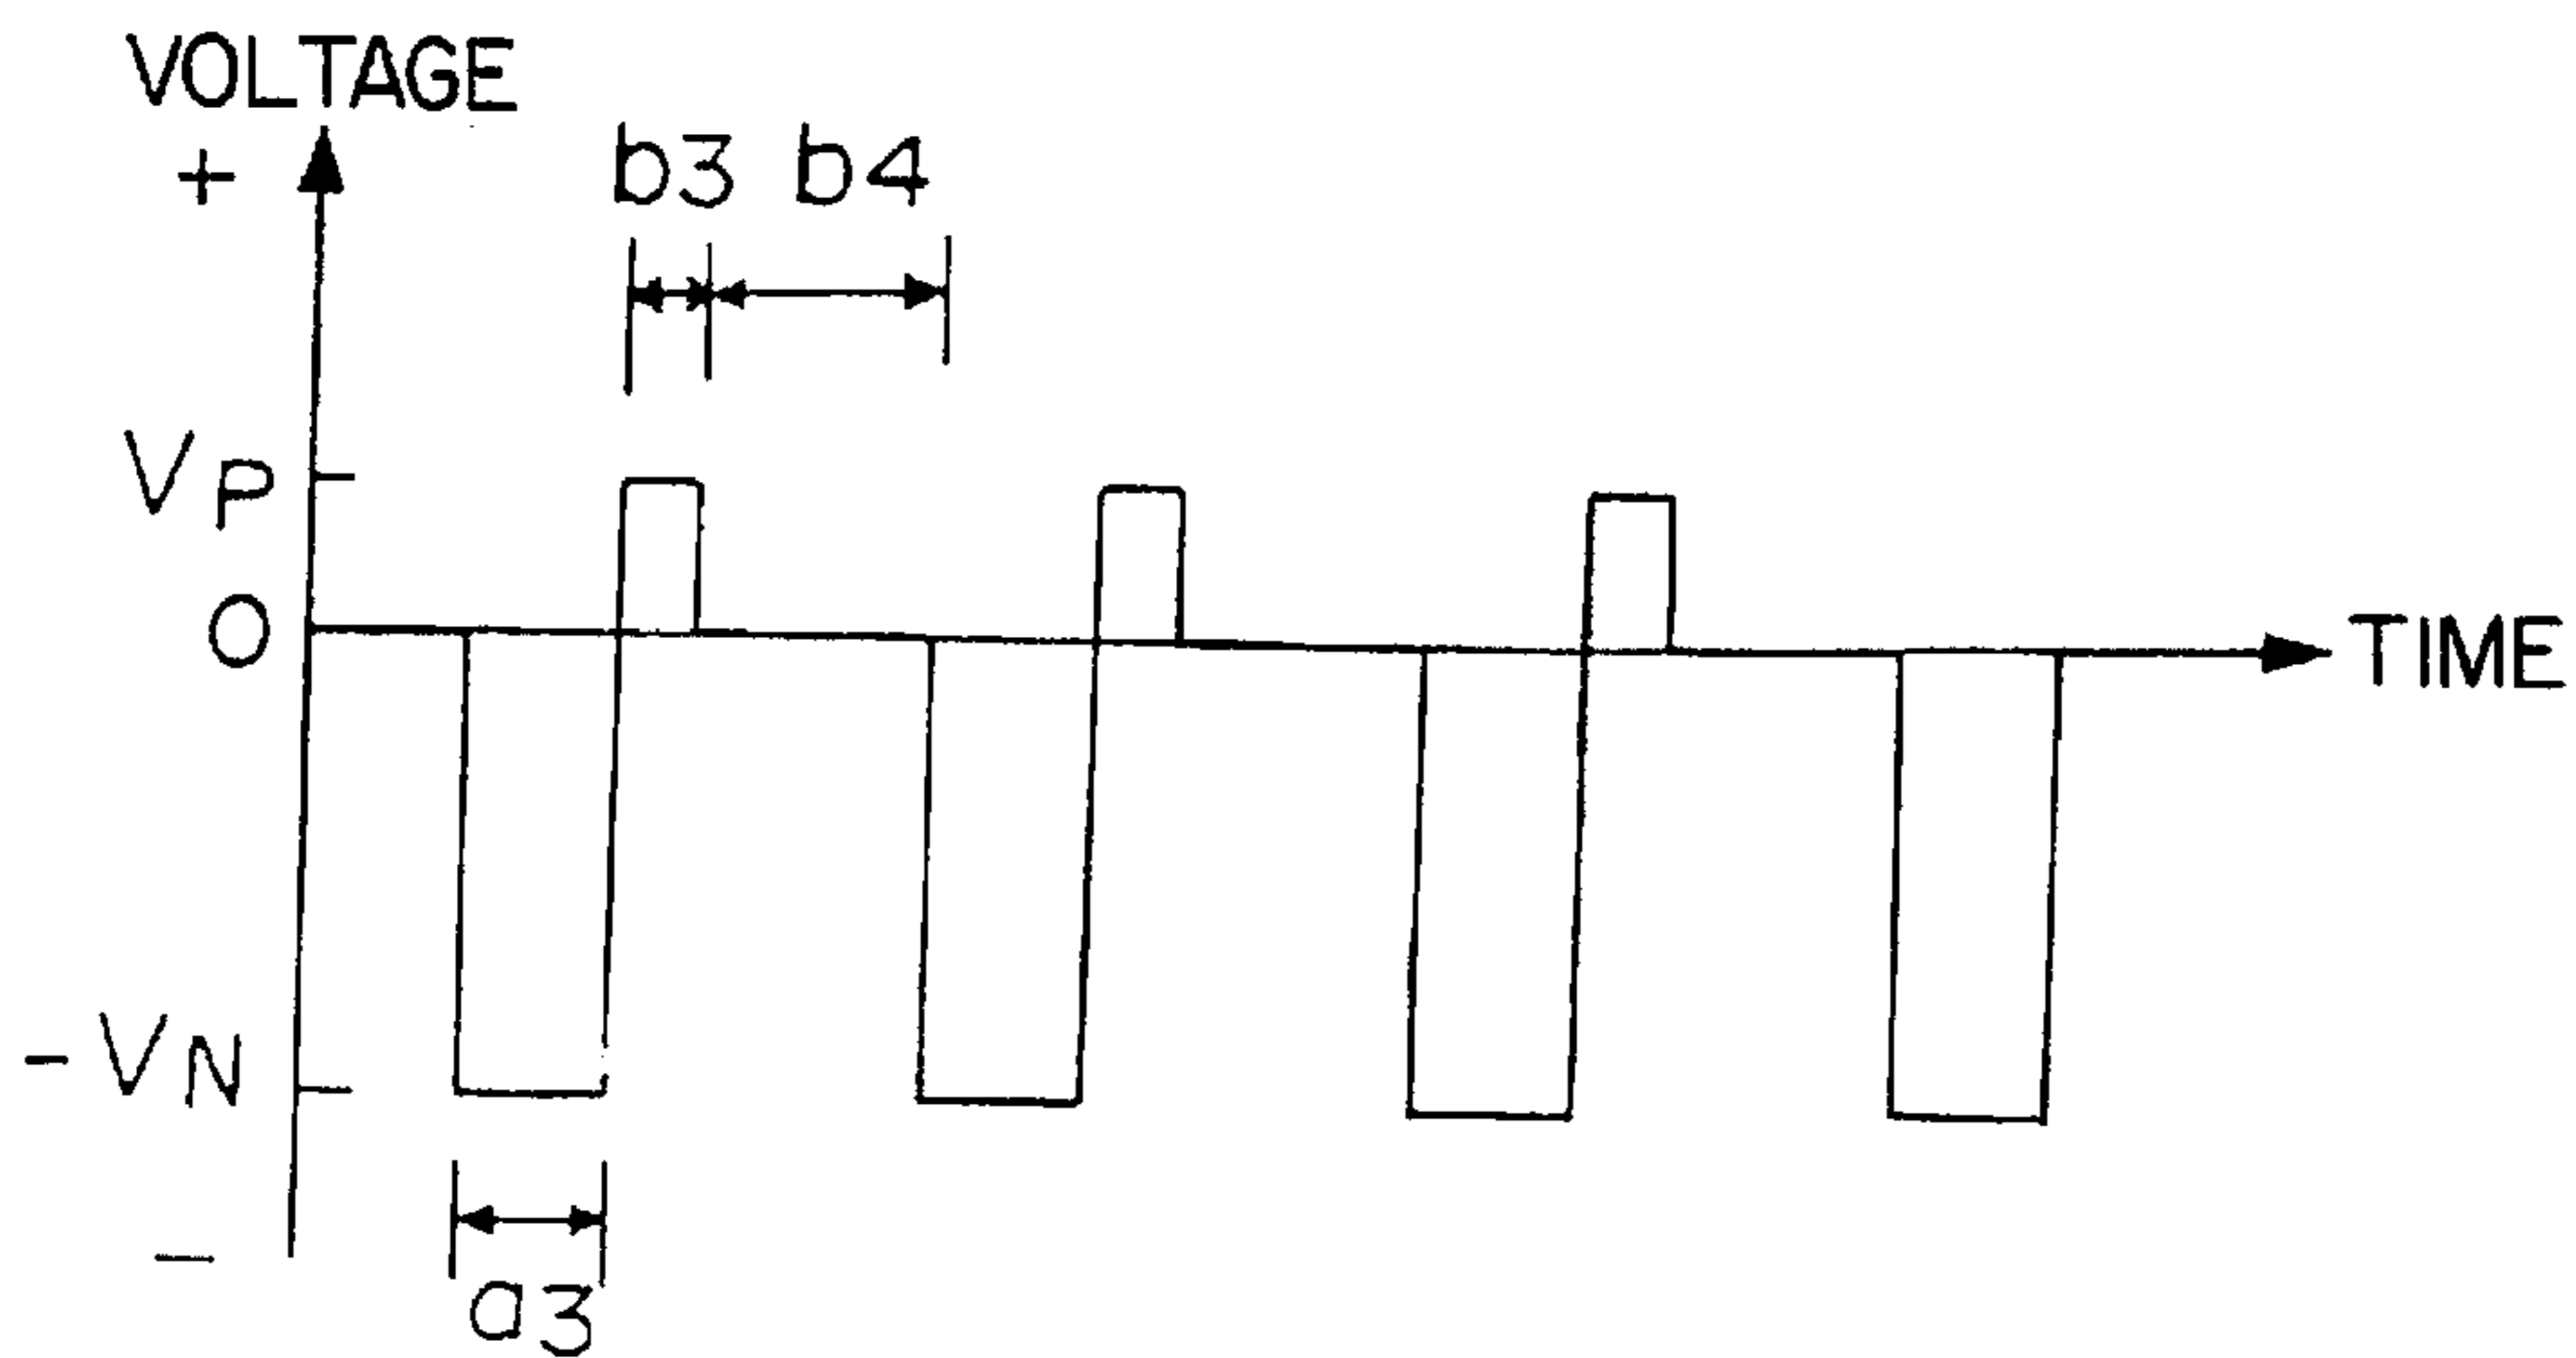 VOLTAGE
+
b3 b4
VP
O
TIME
-VN
-
a3